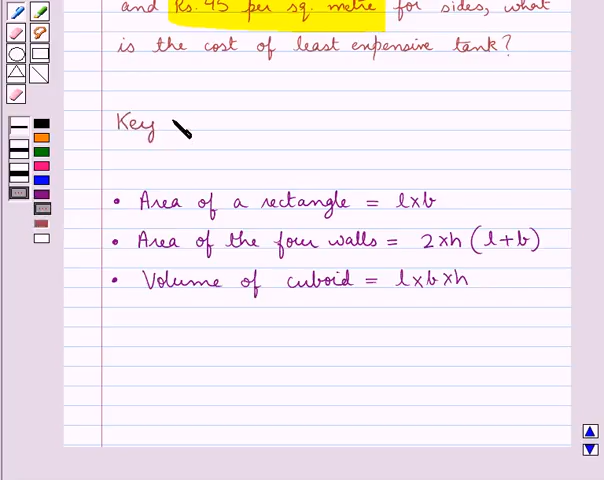 and Rs. 45 per sq. metre for sides, what
is the cost of least expensive tank?
Key
• Area of a rectangle = l×b
• Area of the four walls = 2×h (l+b)
• Volume of cuboid = l×b×h